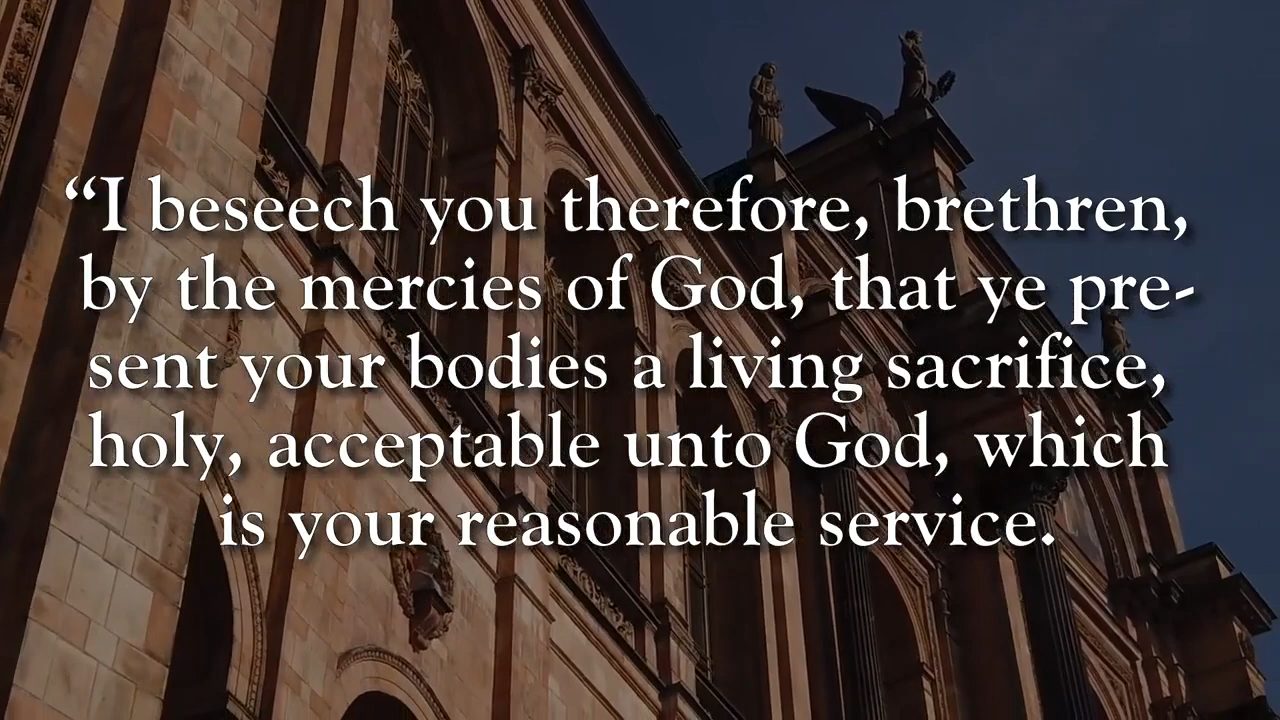 “I beseech you therefore, brethren,
by the mercies of God, that ye pre-
sent your bodies a living sacrifice,
holy, acceptable unto God, which
is your reasonable service.